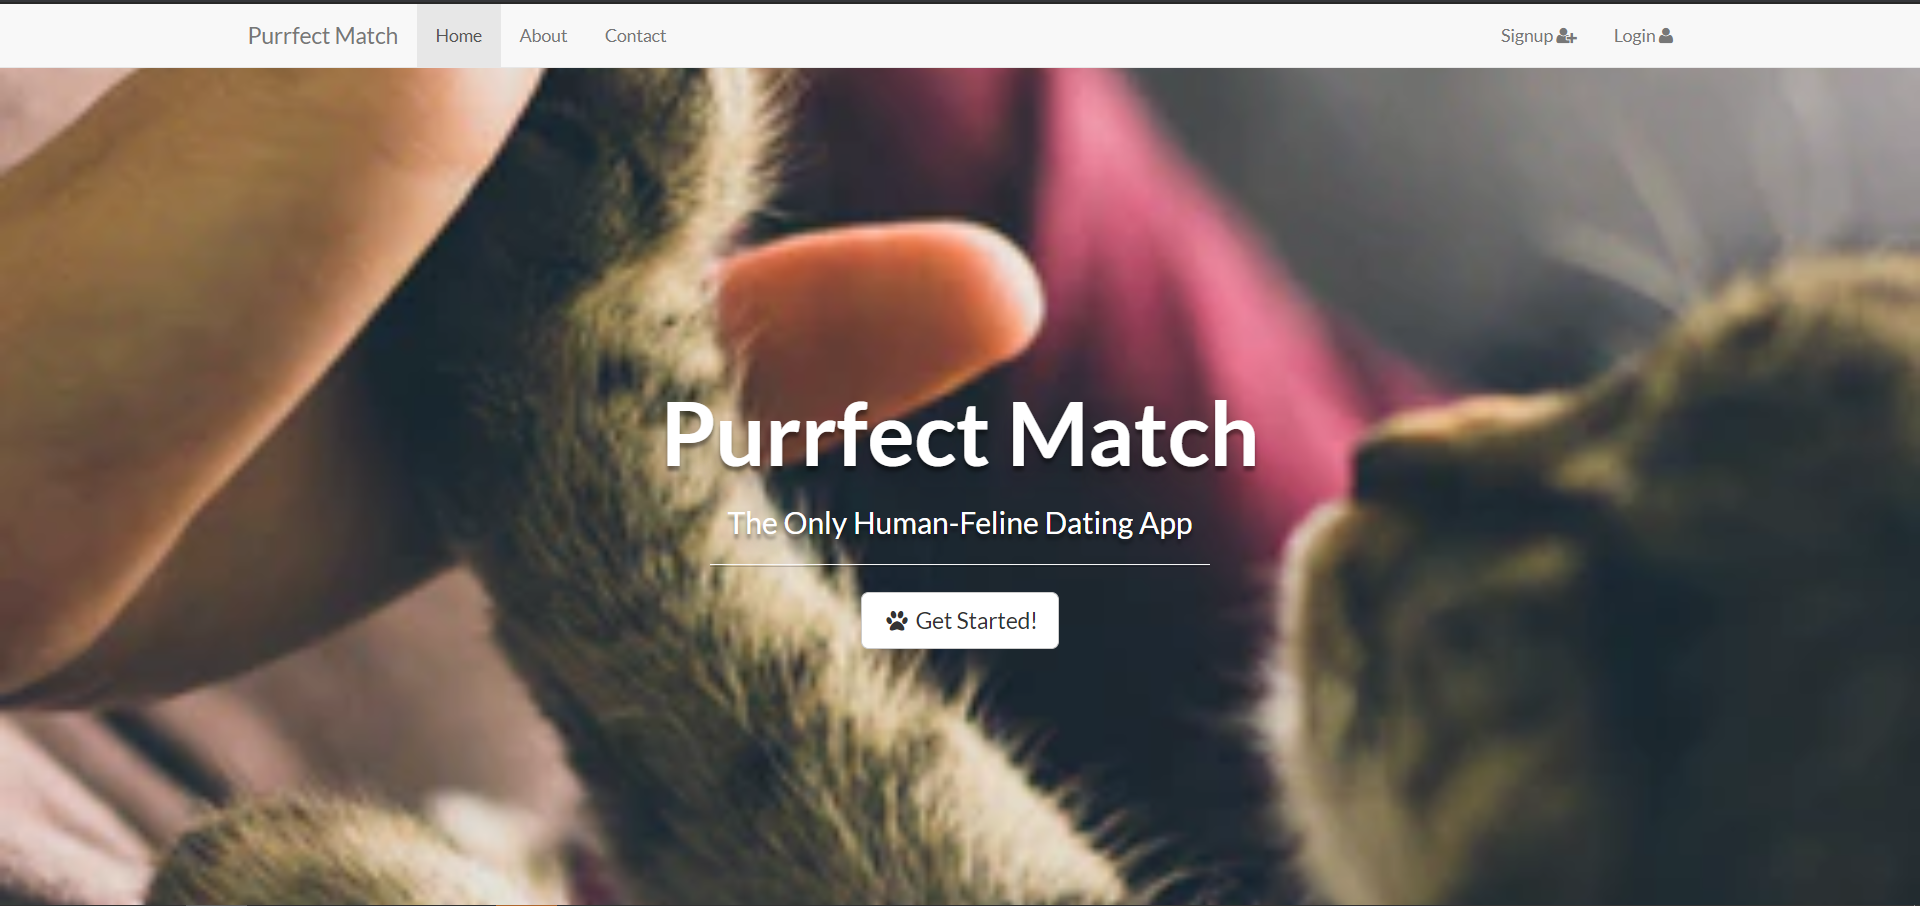 Purrfect Match Home About Contact Signup Login
Purrfect Match
The Only Human-Feline Dating App
Get Started!